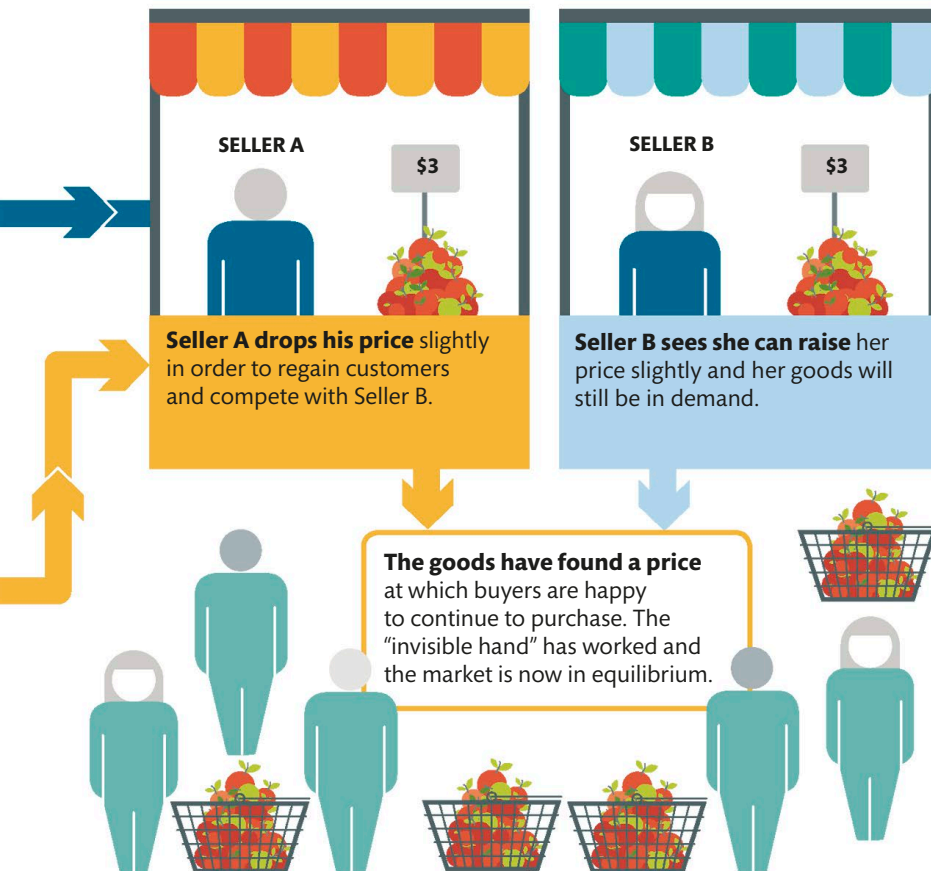 SELLER A
$3
Seller A drops his price slightly
in order to regain customers
and compete with Seller B.
SELLER B
$3
Seller B sees she can raise her
price slightly and her goods will
still be in demand.
The goods have found a price
at which buyers are happy
to continue to purchase. The
“invisible hand” has worked and
the market is now in equilibrium.